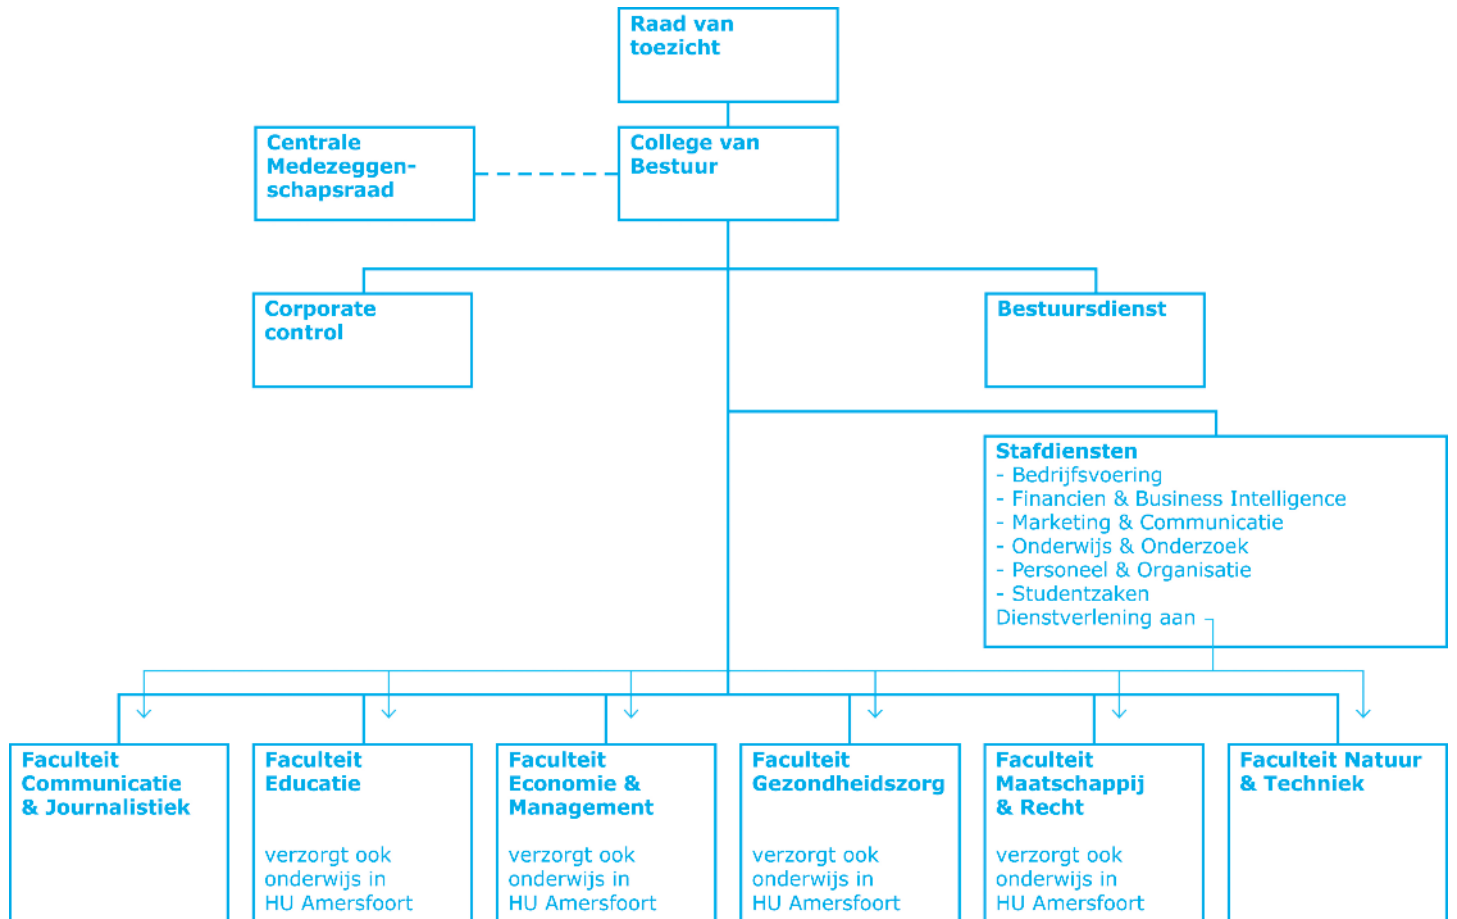 Raad van
toezicht
Centrale
Medezeggen-
schapsraad
College van
Bestuur
Corporate
control
Bestuursdienst
Stafdiensten
- Bedrijfsvoering
- Financien & Business Intelligence
- Marketing & Communicatie
- Onderwijs & Onderzoek
- Personeel & Organisatie
- Studentzaken
Dienstverlening aan
Faculteit
Communicatie
& Journalistiek
Faculteit
Educatie
verzorgt ook
onderwijs in
HU Amersfoort
Faculteit
Economie &
Management
verzorgt ook
onderwijs in
HU Amersfoort
Faculteit
Gezondheidszorg
verzorgt ook
onderwijs in
HU Amersfoort
Faculteit
Maatschappij
& Recht
verzorgt ook
onderwijs in
HU Amersfoort
Faculteit Natuur
& Techniek